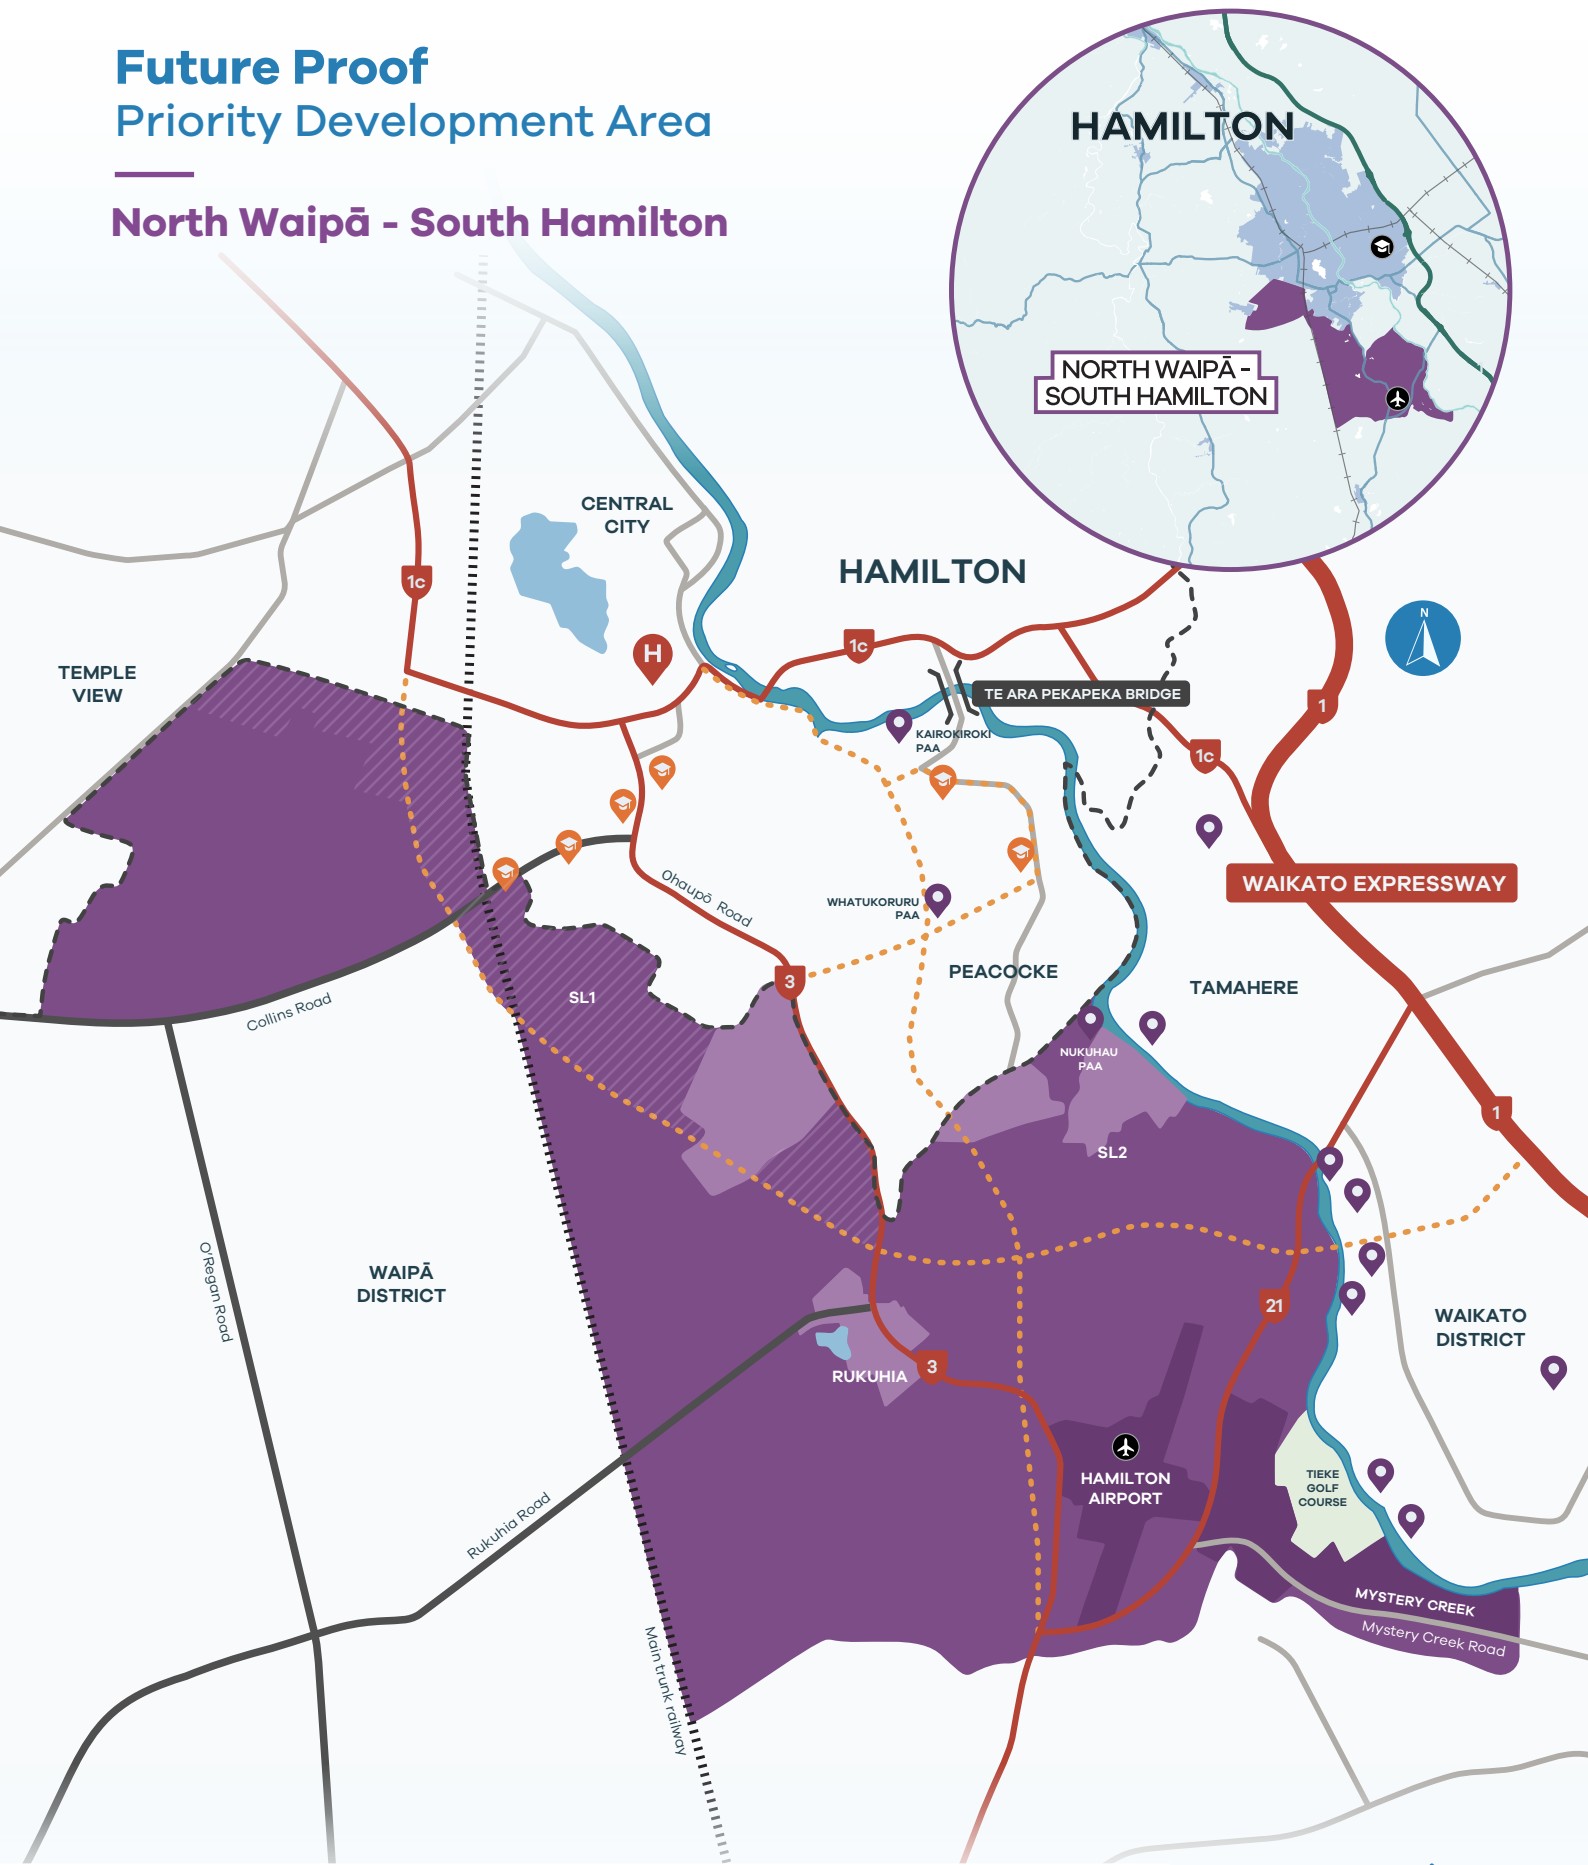 Future Proof
Priority Development Area
North Waipā - South Hamilton
HAMILTON
NORTH WAIPĀ -
SOUTH HAMILTON
CENTRAL
CITY
1c
HAMILTON
N
TEMPLE
VIEW
H
1c
TE ARA PEKAPEKA BRIDGE
1
KAIROKIROKI
PAA
1c
WAIKATO EXPRESSWAY
Ohaupō Road
WHATUKORURU
PAA
PEACOCKE
3
TAMAHERE
SL1
Collins Road
NUKUHAU
PAA
1
SL2
O'Regan Road
WAIPĀ
DISTRICT
21
WAIKATO
DISTRICT
RUKUHIA
3
HAMILTON
AIRPORT
TIEKE
GOLF
COURSE
Rukuhia Road
MYSTERY CREEK
Mystery Creek Road
Main trunk railway